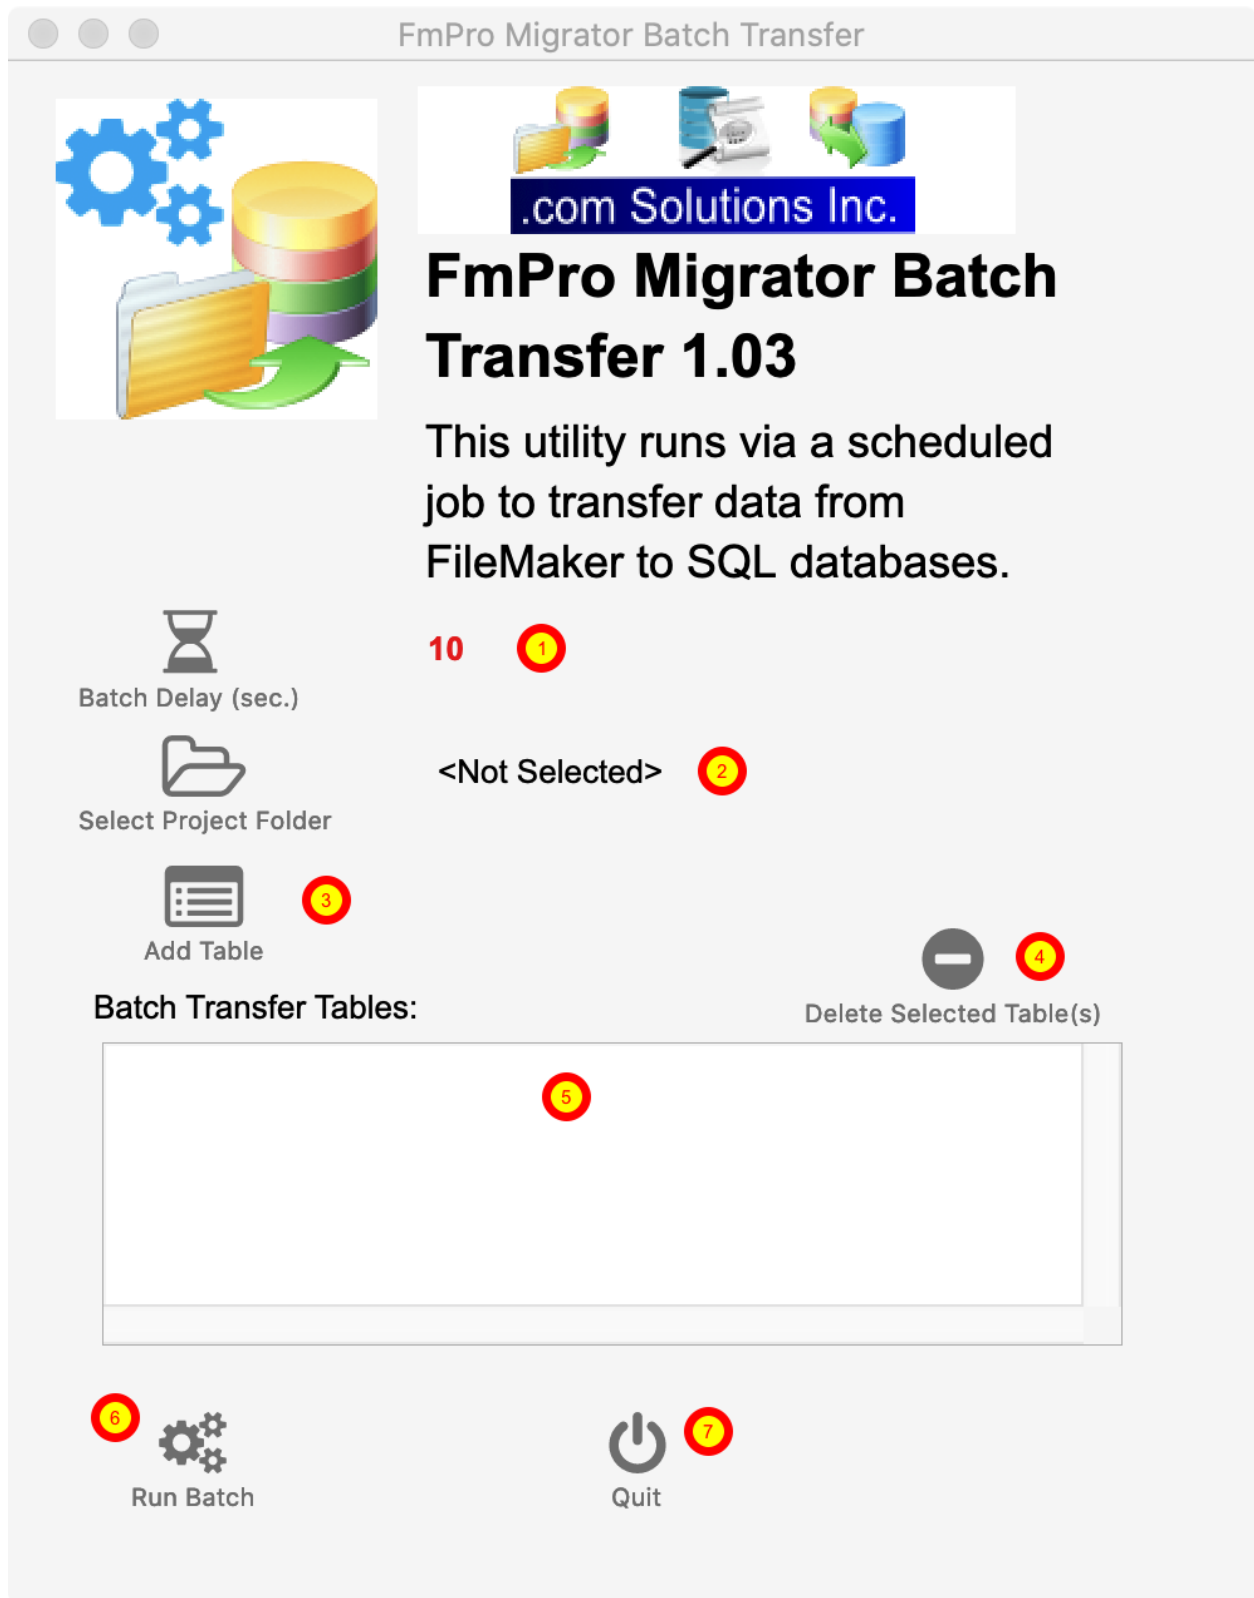 FmPro Migrator Batch Transfer
.com Solutions Inc.
FmPro Migrator Batch
Transfer 1.03
This utility runs via a scheduled
job to transfer data from
FileMaker to SQL databases.
10
1
Batch Delay (sec.)
<Not Selected>
2
Select Project Folder
3
Add Table
4
Batch Transfer Tables:
Delete Selected Table(s)
5
6
7
Run Batch
Quit